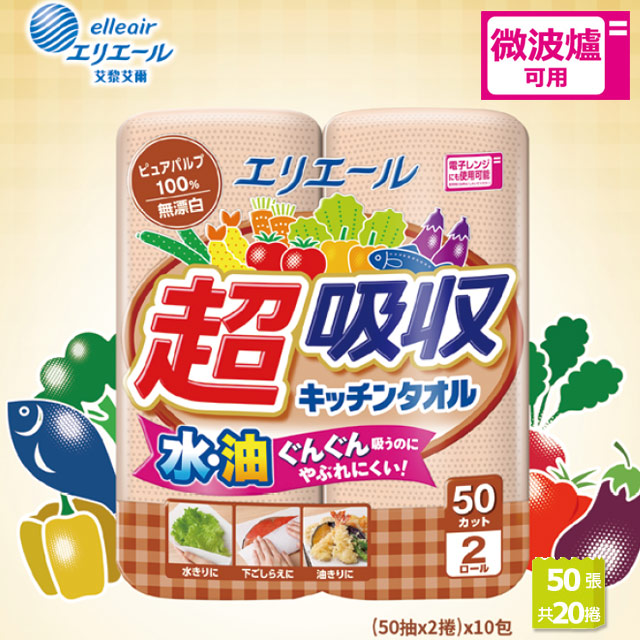 elleair
エリエール
艾黎艾爾
微波爐
可用
ピュアパルプ
100%
無漂白
エリエール
電子レンジ
にも使用可能
超吸収
キッチンタオル
水・油
ぐんぐん吸うのに
やぶれにくい!
50
カット
2
ロール
水きりに
下ごしらえに
油きりに
50張
共20捲
(50抽x2捲)x10包